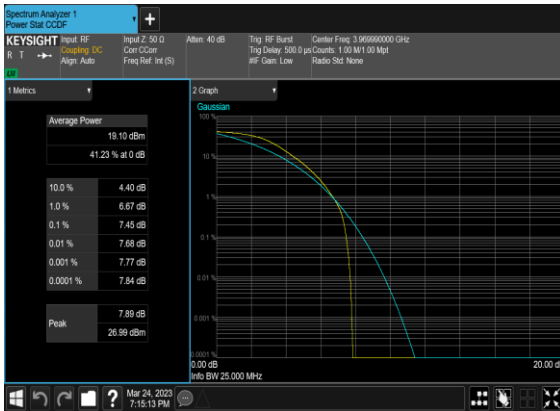 Spectrum Analyzer 1
Power Stat CCDF
KEYSIGHT
R T
LXI
Input: RF
Coupling: DC
Align: Auto
Input Z: 50 Ω
Corr CCorr
Freq Ref: Int (S)
Atten: 40 dB
Trig: RF Burst
Trig Delay: 500.0 µs
#IF Gain: Low
Center Freq: 3.969990000 GHz
Counts: 1.00 M/1.00 Mpt
Radio Std: None
1 Metrics
Average Power
19.10 dBm
41.23 % at 0 dB
10.0 % 4.40 dB
1.0 % 6.67 dB
0.1 % 7.45 dB
0.01 % 7.68 dB
0.001 % 7.77 dB
0.0001 % 7.84 dB
Peak
7.89 dB
26.99 dBm
2 Graph
Gaussian
100 %
10 %
1 %
0.1 %
0.01 %
0.001 %
0.0001 %
0.00 dB
20.00 d
Info BW 25.000 MHz
Mar 24, 2023
7:15:13 PM